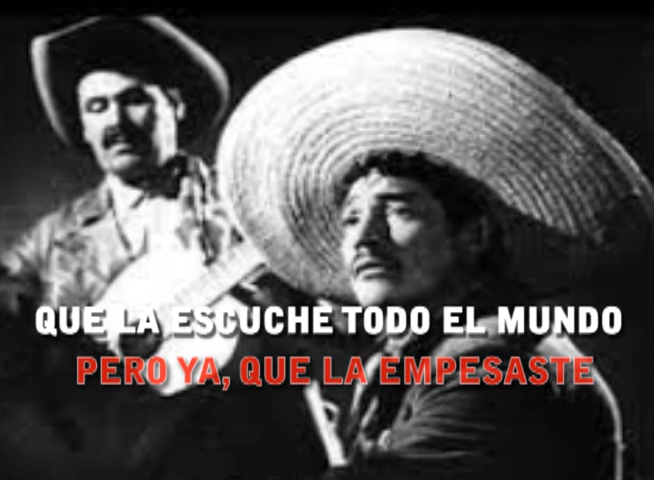 QUE LA ESCUCHE TODO EL MUNDO
PERO YA, QUE LA EMPESASTE